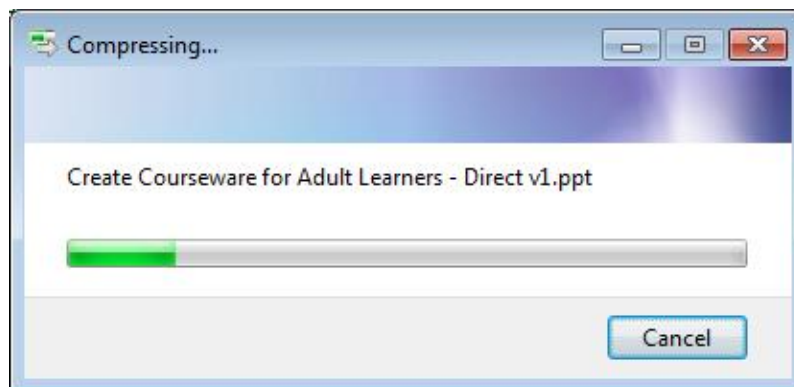 Compressing...
Create Courseware for Adult Learners - Direct v1.ppt
Cancel